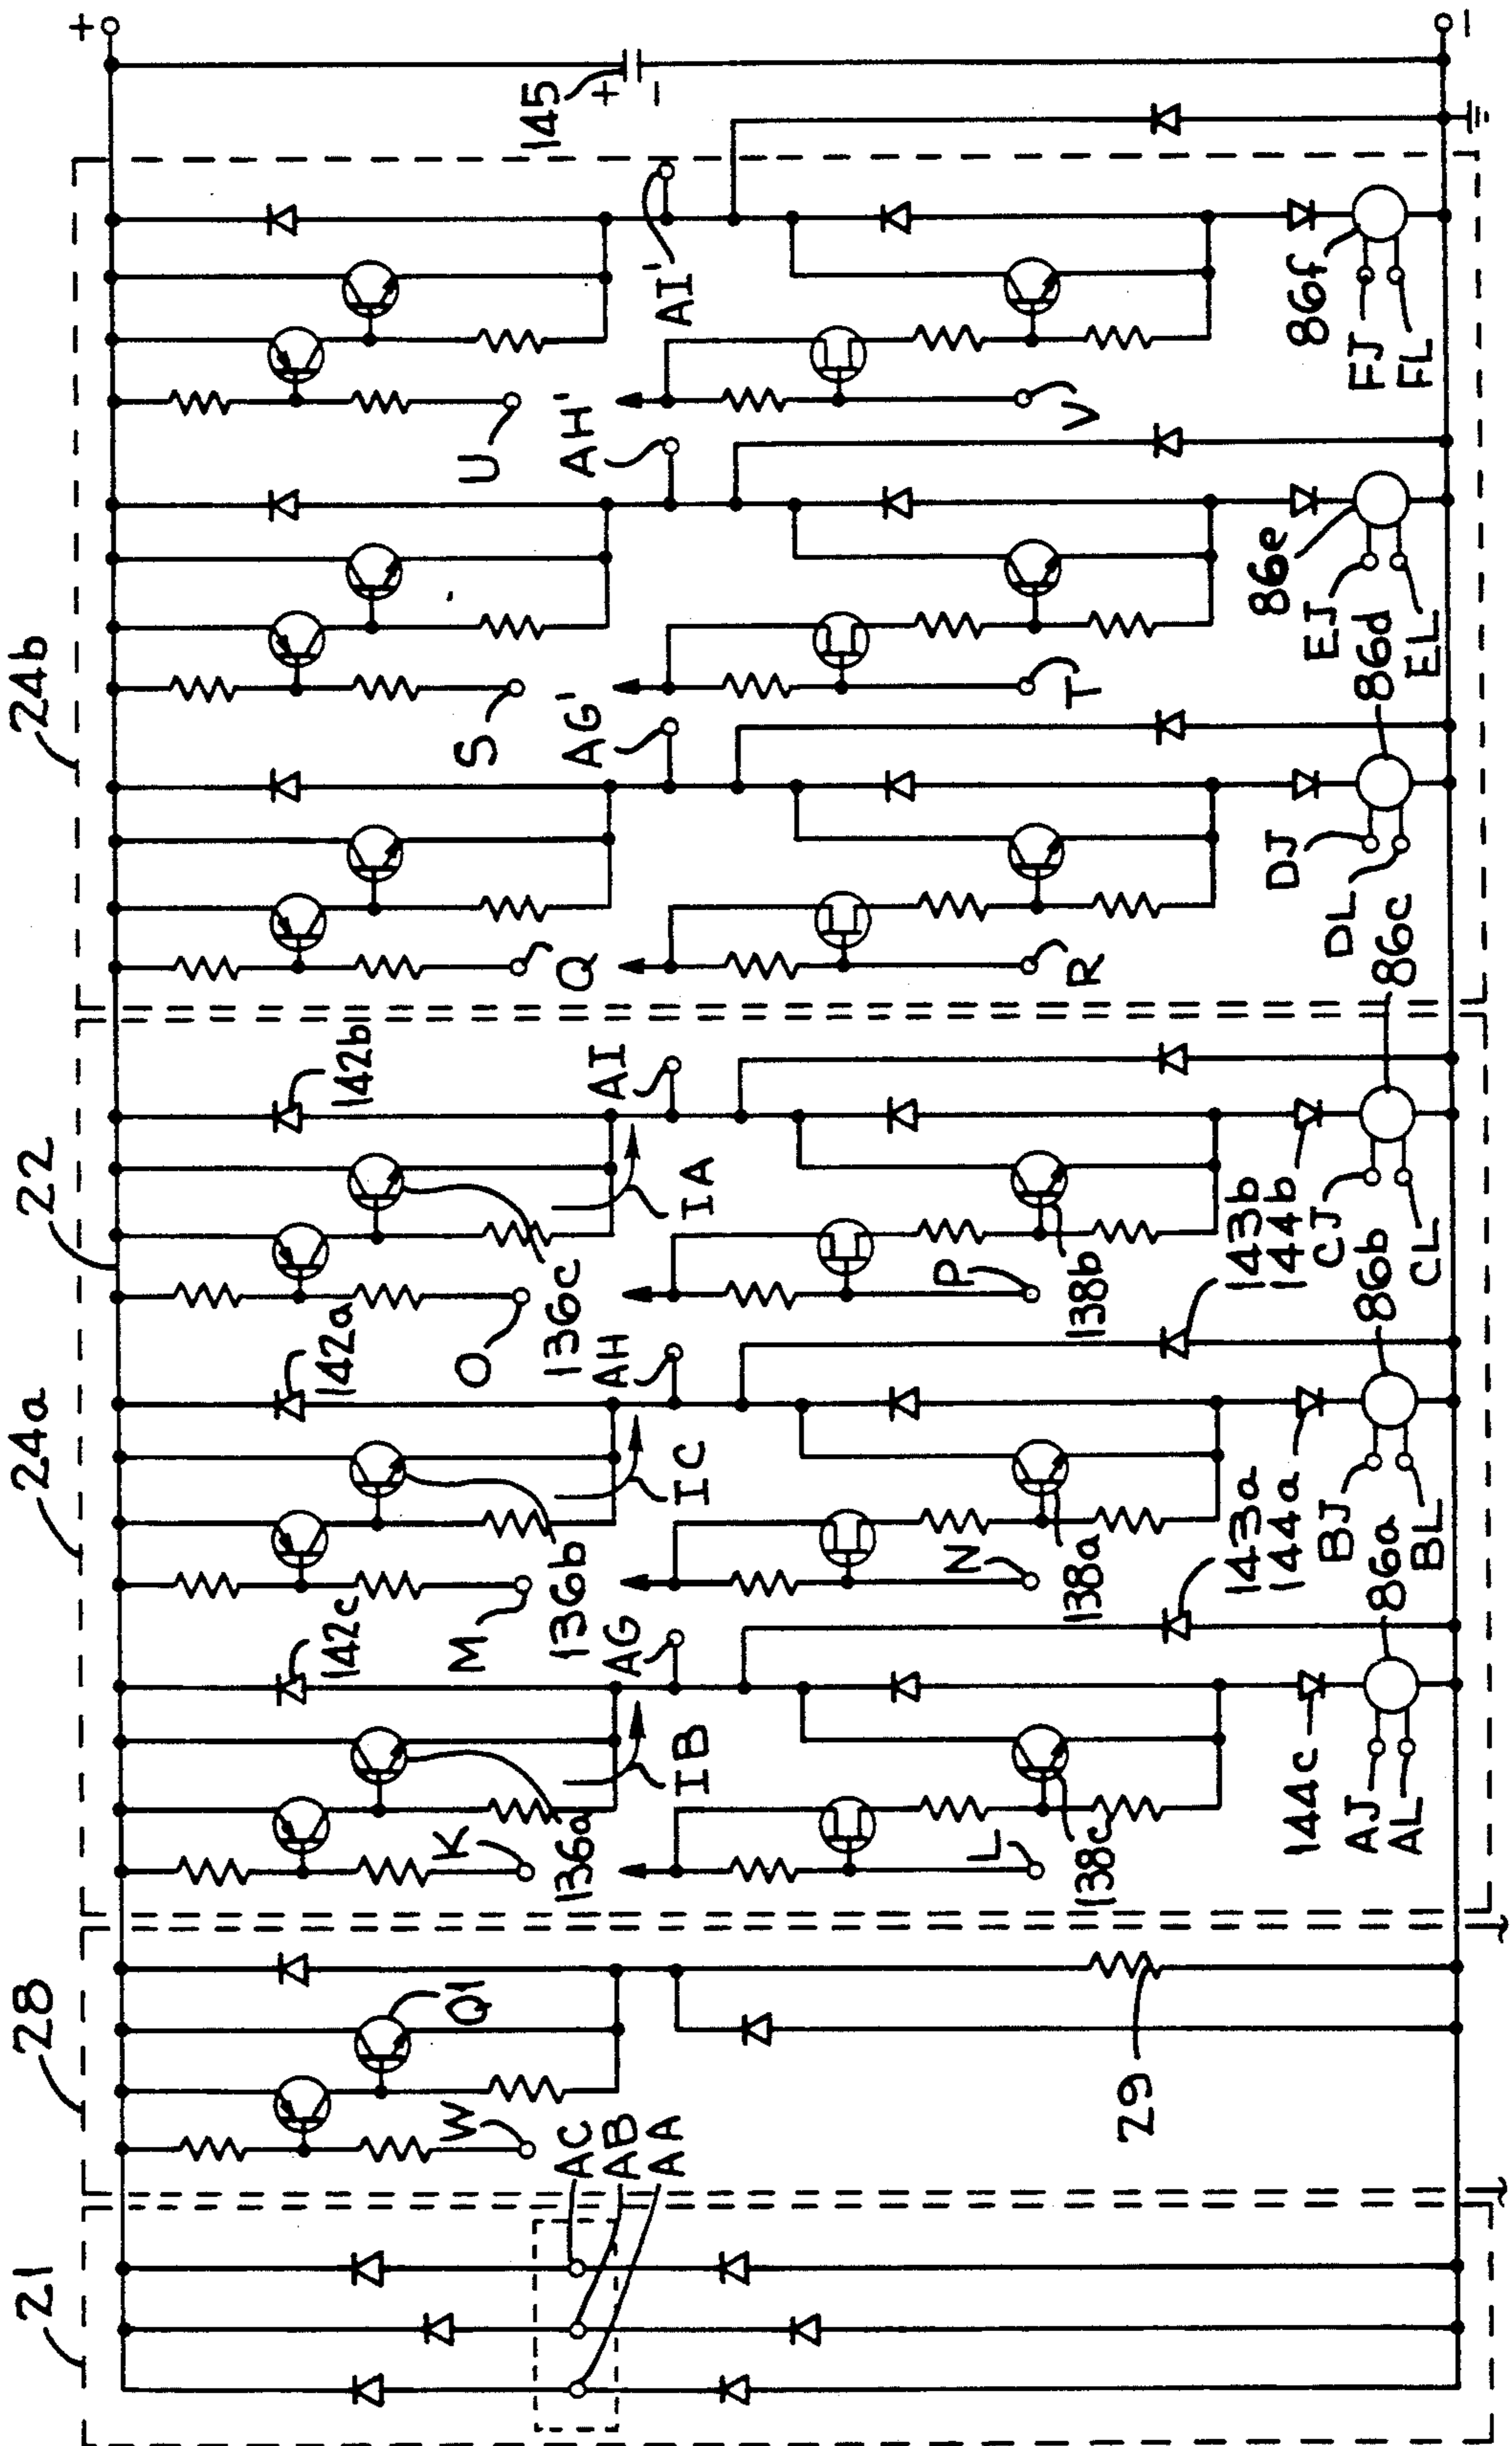 21
28
24a
22
24b
+
AC
AB
AA
W
Q1
29
142c
136a
K
IB
AG
L
138c
144c
AJ
AL
86a
142a
M
136b
IC
AH
N
138a
143a
144a
BJ
BL
86b
142b
O
136c
IA
AI
P
138b
143b
144b
CJ
CL
86c
Q
AG'
R
DJ
DL
86d
S
AH'
T
EJ
EL
86e
U
AI'
V
FJ
FL
86f
145
+
−
−